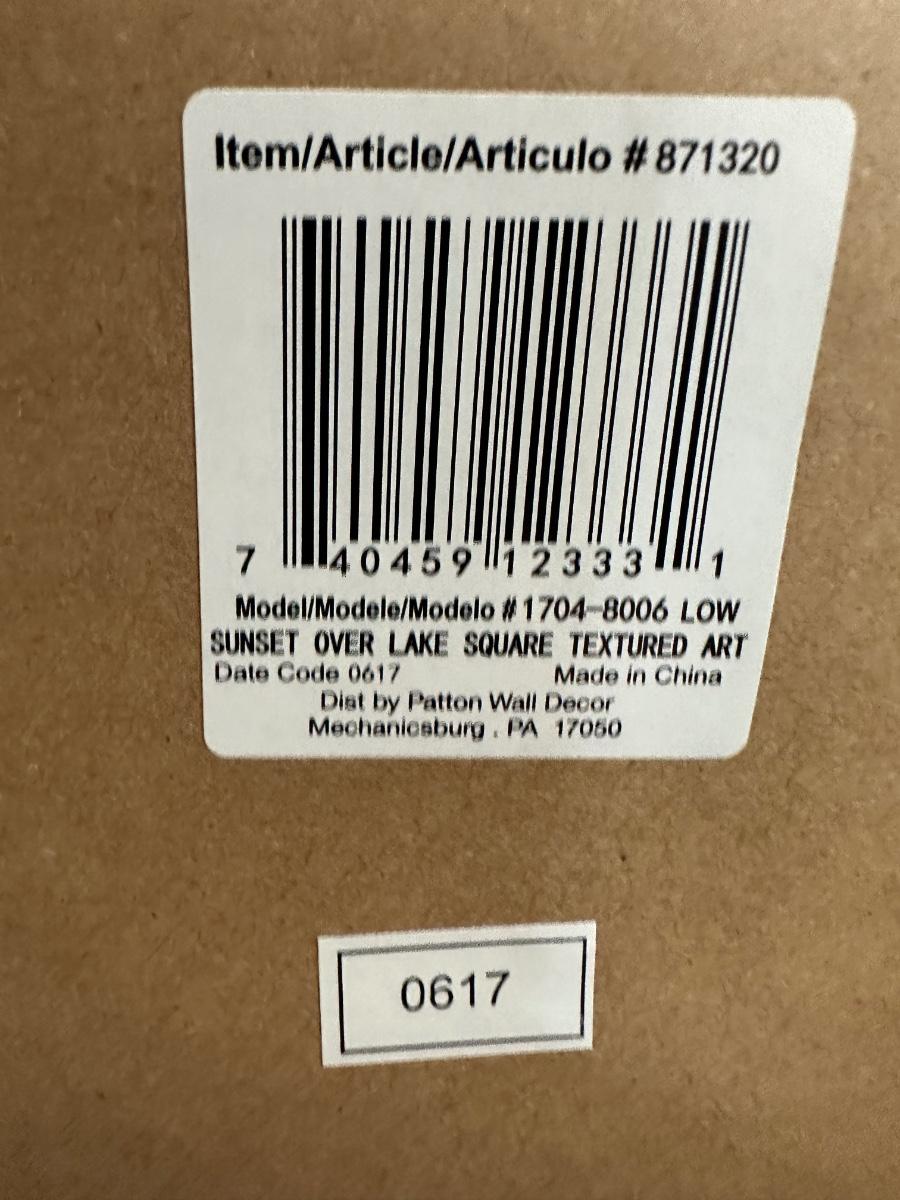 Item/Article/Articulo # 871320
7 40459 12333 1
Model/Modele/Modelo # 1704-8006 LOW
SUNSET OVER LAKE SQUARE TEXTURED ART
Date Code 0617 Made in China
Dist by Patton Wall Decor
Mechanicsburg . PA 17050
0617